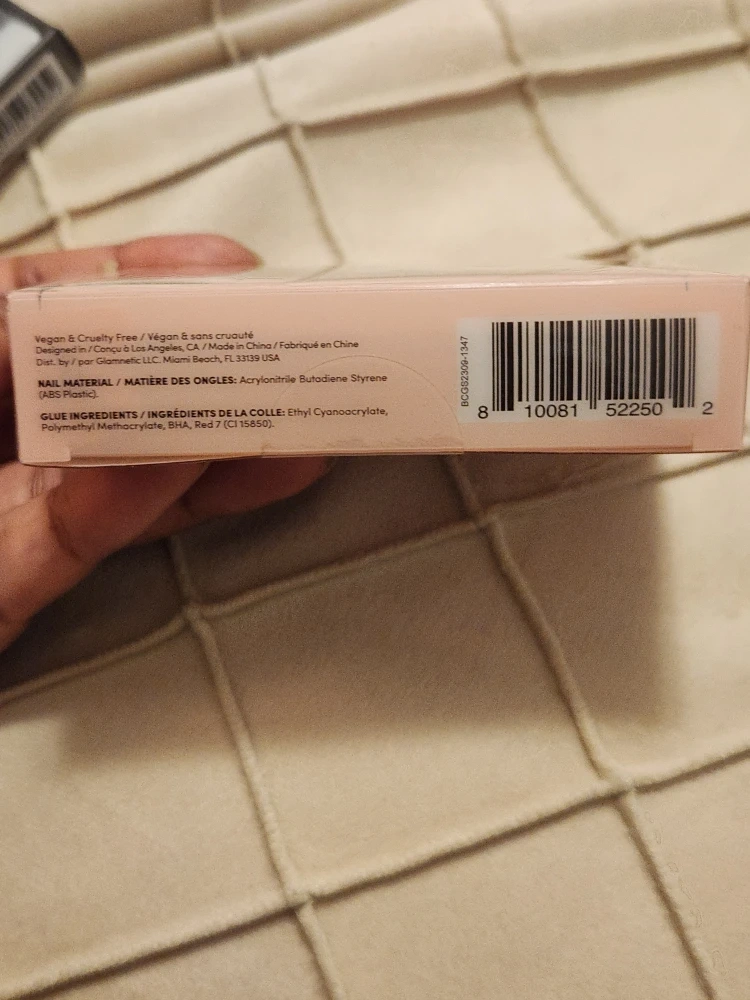 Vegan & Cruelty Free / Végan & sans cruauté
Designed in / Conçu à Los Angeles, CA / Made in China / Fabriqué en Chine
Dist. by / par Glamnetic LLC. Miami Beach, FL 33139 USA
NAIL MATERIAL / MATIÈRE DES ONGLES: Acrylonitrile Butadiene Styrene
(ABS Plastic).
GLUE INGREDIENTS / INGRÉDIENTS DE LA COLLE: Ethyl Cyanoacrylate,
Polymethyl Methacrylate, BHA, Red 7 (CI 15850).
BCGS2309-1347
8 10081 52250 2